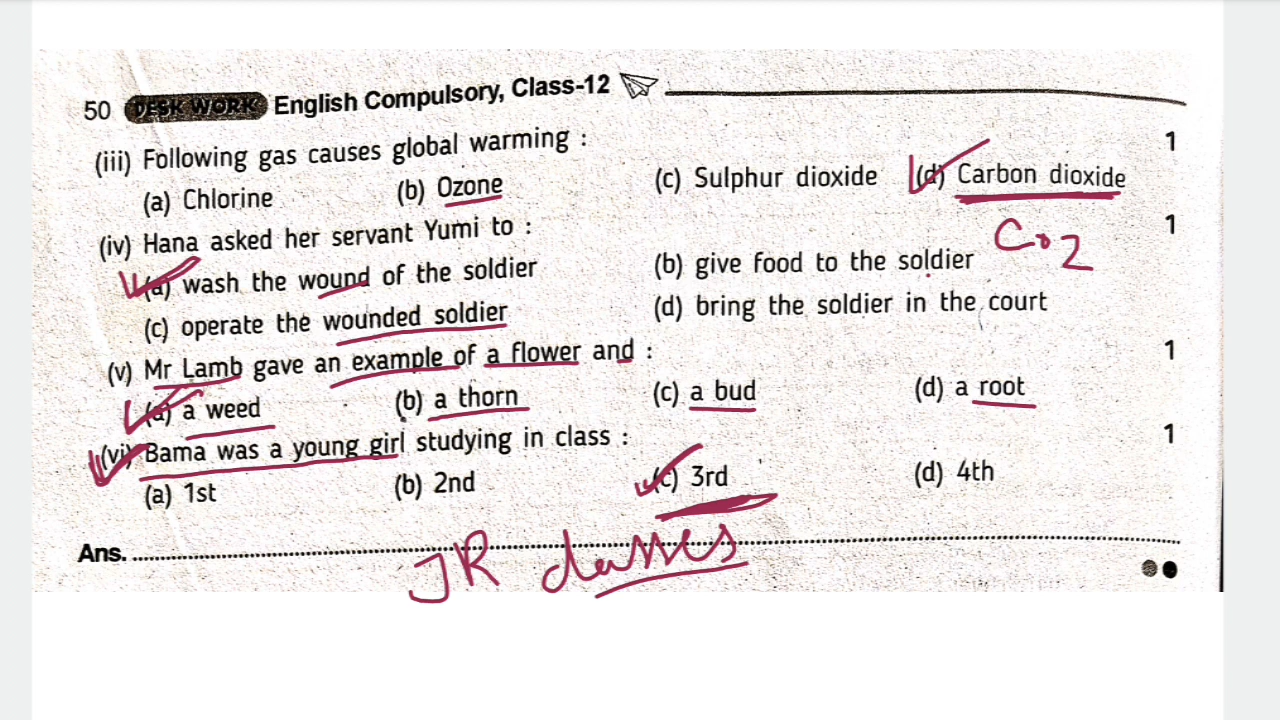 50 DESK WORK English Compulsory, Class-12
(iii) Following gas causes global warming : 1
(a) Chlorine (b) Ozone (c) Sulphur dioxide (d) Carbon dioxide
Co2
(iv) Hana asked her servant Yumi to : 1
(a) wash the wound of the soldier (b) give food to the soldier
(c) operate the wounded soldier (d) bring the soldier in the court
(v) Mr Lamb gave an example of a flower and : 1
(a) a weed (b) a thorn (c) a bud (d) a root
(vi) Bama was a young girl studying in class : 1
(a) 1st (b) 2nd (c) 3rd (d) 4th
Ans.
JR classes